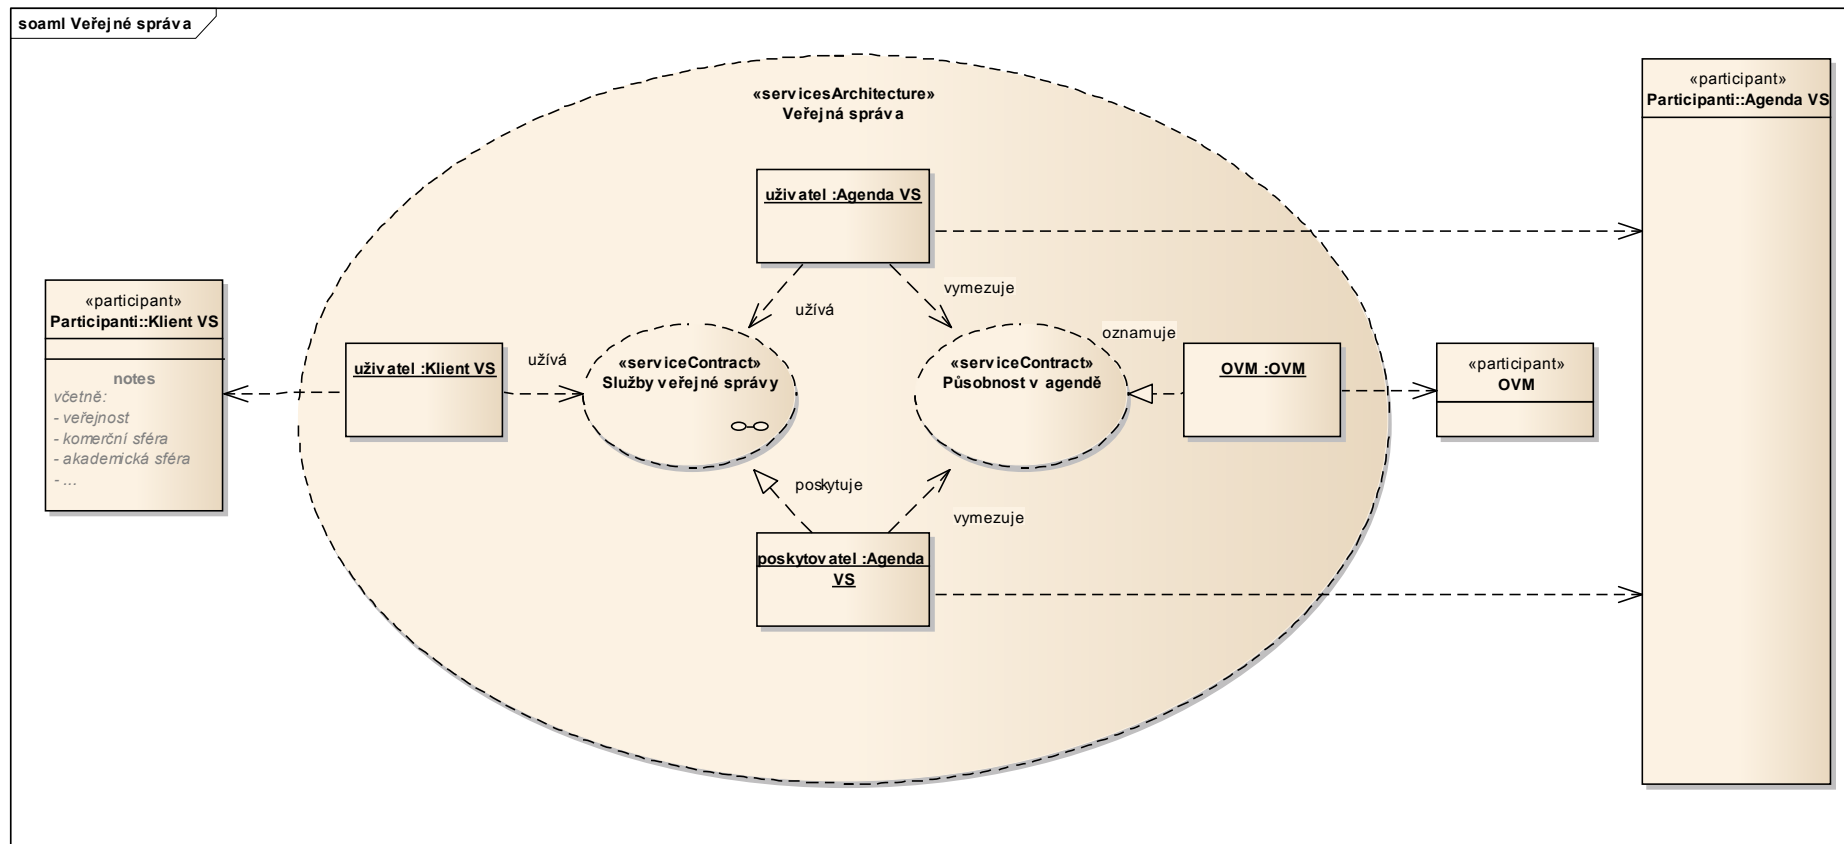 soaml Veřejné správa
«servicesArchitecture»
Veřejná správa
«participant»
Participanti::Agenda VS
uživatel :Agenda VS
vymezuje
užívá
«participant»
Participanti::Klient VS
notes
včetně:
- veřejnost
- komerční sféra
- akademická sféra
- ...
uživatel :Klient VS
užívá
«serviceContract»
Služby veřejné správy
«serviceContract»
Působnost v agendě
oznamuje
OVM :OVM
«participant»
OVM
poskytuje
vymezuje
poskytovatel :Agenda
VS